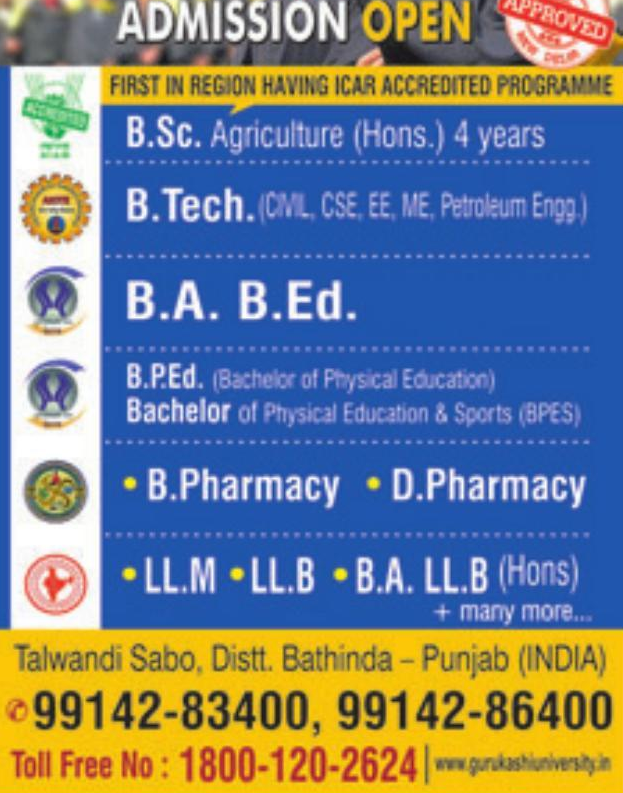 ADMISSION OPEN
APPROVED
NEW DELHI
FIRST IN REGION HAVING ICAR ACCREDITED PROGRAMME
ACCREDITED
B.Sc. Agriculture (Hons.) 4 years
B.Tech. (CIVIL, CSE, EE, ME, Petroleum Engg.)
B.A. B.Ed.
B.P.Ed. (Bachelor of Physical Education)
Bachelor of Physical Education & Sports (BPES)
• B.Pharmacy • D.Pharmacy
• LL.M • LL.B • B.A. LL.B (Hons)
+ many more...
Talwandi Sabo, Distt. Bathinda – Punjab (INDIA)
✆ 99142-83400, 99142-86400
Toll Free No : 1800-120-2624 | www.gurukashiuniversity.in